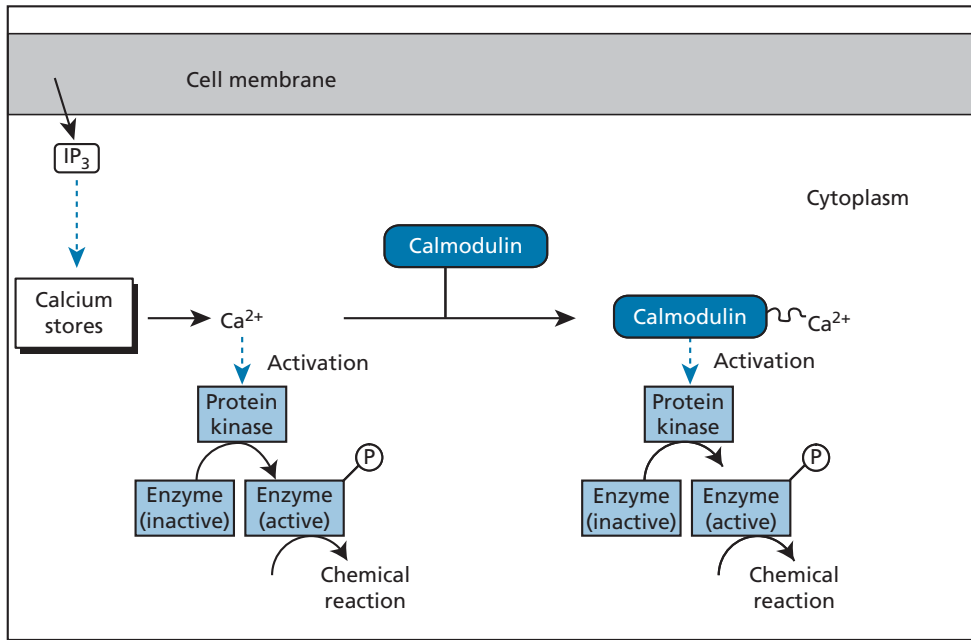 Cell membrane
IP₃
Cytoplasm
Calmodulin
Calcium
stores
Ca²⁺
Calmodulin
Ca²⁺
Activation
Activation
Protein
kinase
Protein
kinase
P
P
Enzyme
(inactive)
Enzyme
(active)
Enzyme
(inactive)
Enzyme
(active)
Chemical
reaction
Chemical
reaction